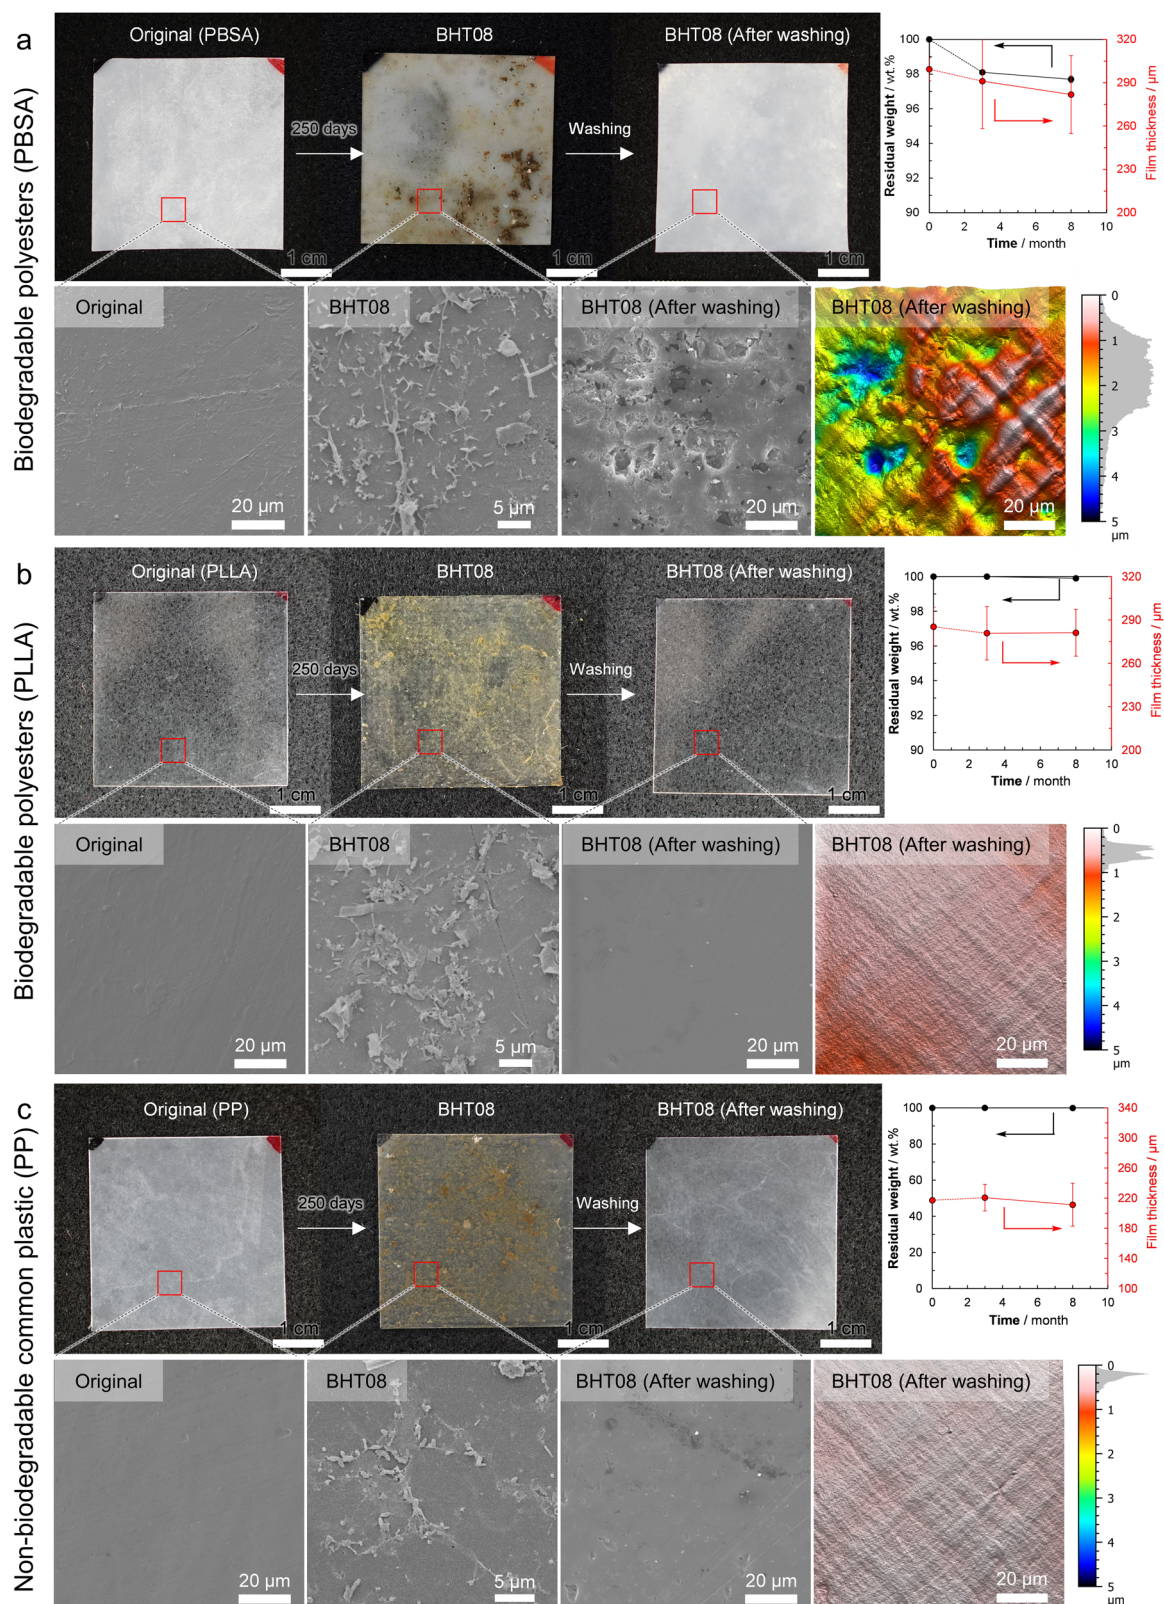 a
Biodegradable polyesters (PBSA)
Original (PBSA)
BHT08
BHT08 (After washing)
250 days
Washing
1 cm
1 cm
1 cm
100
98
96
94
92
90
Residual weight / wt.%
320
290
260
230
200
Film thickness / μm
0 2 4 6 8 10
Time / month
Original
BHT08
BHT08 (After washing)
BHT08 (After washing)
20 μm
5 μm
20 μm
20 μm
0
1
2
3
4
5
μm
b
Biodegradable polyesters (PLLA)
Original (PLLA)
BHT08
BHT08 (After washing)
250 days
Washing
1 cm
1 cm
1 cm
100
98
96
94
92
90
Residual weight / wt.%
320
290
260
230
200
Film thickness / μm
0 2 4 6 8 10
Time / month
Original
BHT08
BHT08 (After washing)
BHT08 (After washing)
20 μm
5 μm
20 μm
20 μm
0
1
2
3
4
5
μm
c
Non-biodegradable common plastic (PP)
Original (PP)
BHT08
BHT08 (After washing)
250 days
Washing
1 cm
1 cm
1 cm
100
80
60
40
20
0
Residual weight / wt.%
340
300
260
220
180
140
100
Film thickness / μm
0 2 4 6 8 10
Time / month
Original
BHT08
BHT08 (After washing)
BHT08 (After washing)
20 μm
5 μm
20 μm
20 μm
0
1
2
3
4
5
μm